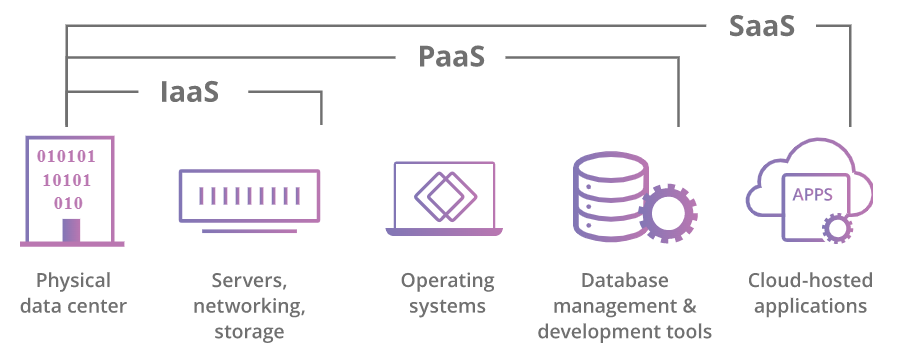 SaaS
PaaS
IaaS
010101
10101
010
APPS
Physical
data center
Servers,
networking,
storage
Operating
systems
Database
management &
development tools
Cloud-hosted
applications